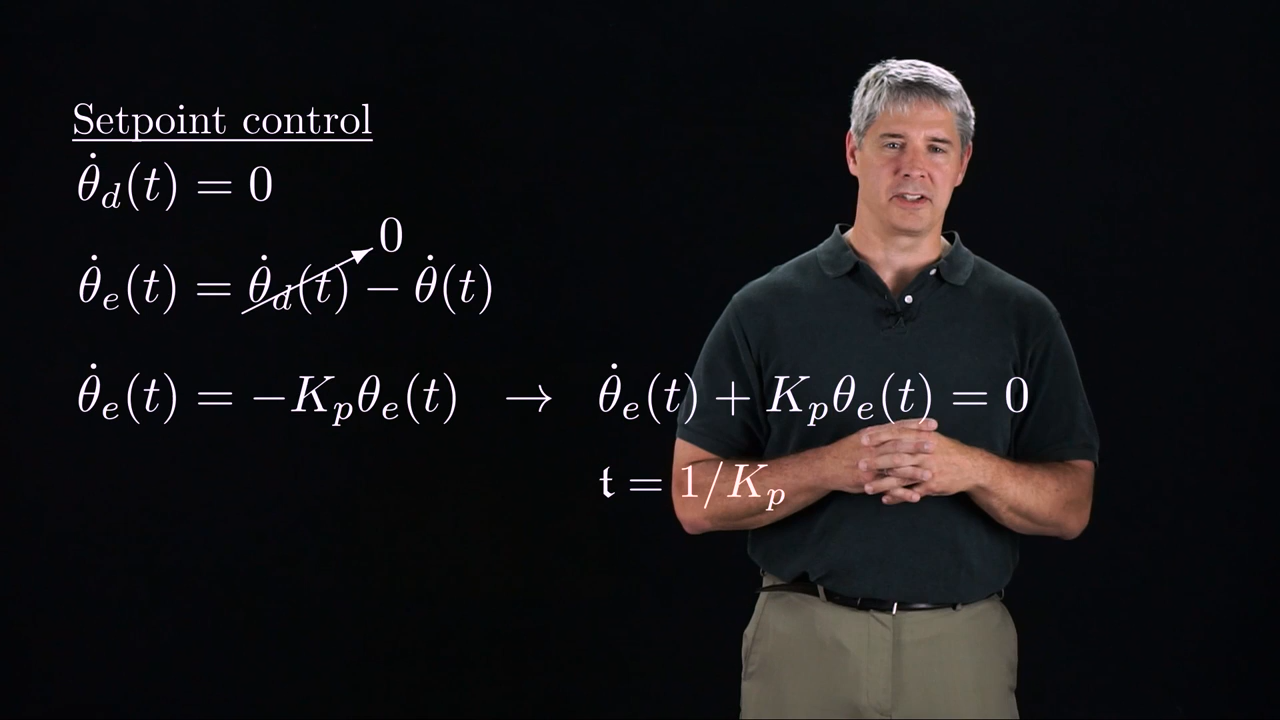 Setpoint control
θ̇_d(t) = 0
0
θ̇_e(t) = θ̇_d(t) − θ̇(t)
θ̇_e(t) = −K_pθ_e(t) → θ̇_e(t) + K_pθ_e(t) = 0
𝔱 = 1/K_p